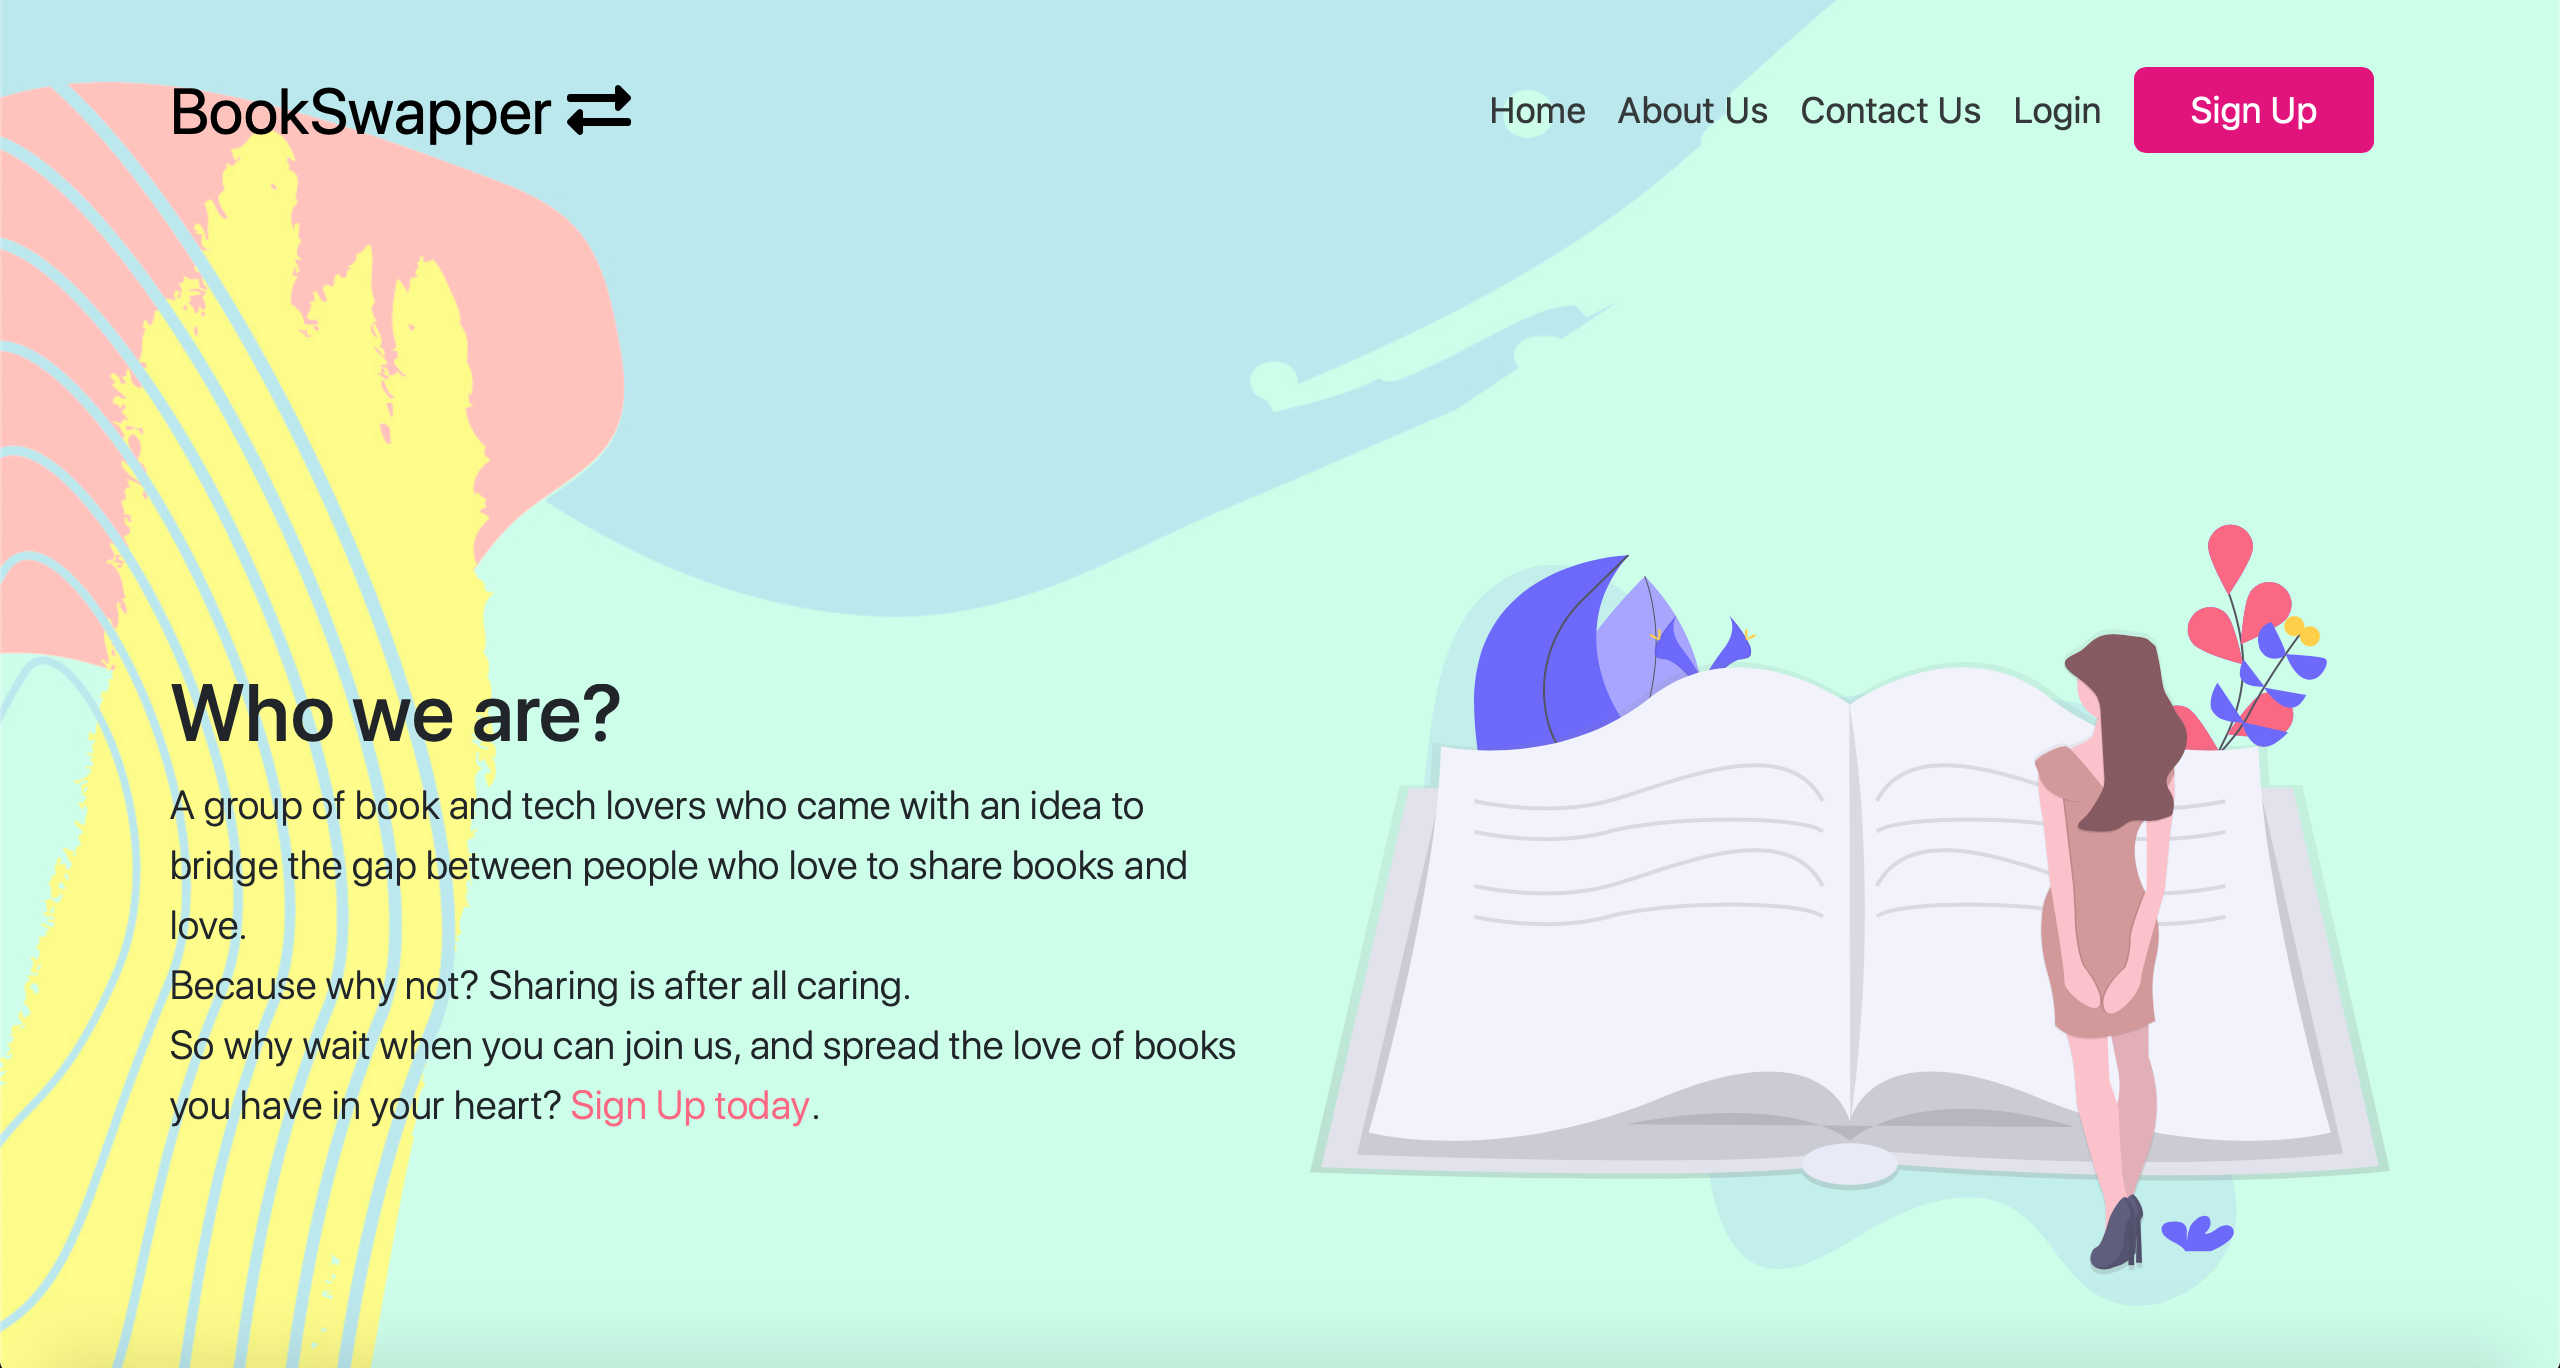 BookSwapper
Home About Us Contact Us Login Sign Up
Who we are?
A group of book and tech lovers who came with an idea to
bridge the gap between people who love to share books and
love.
Because why not? Sharing is after all caring.
So why wait when you can join us, and spread the love of books
you have in your heart? Sign Up today.